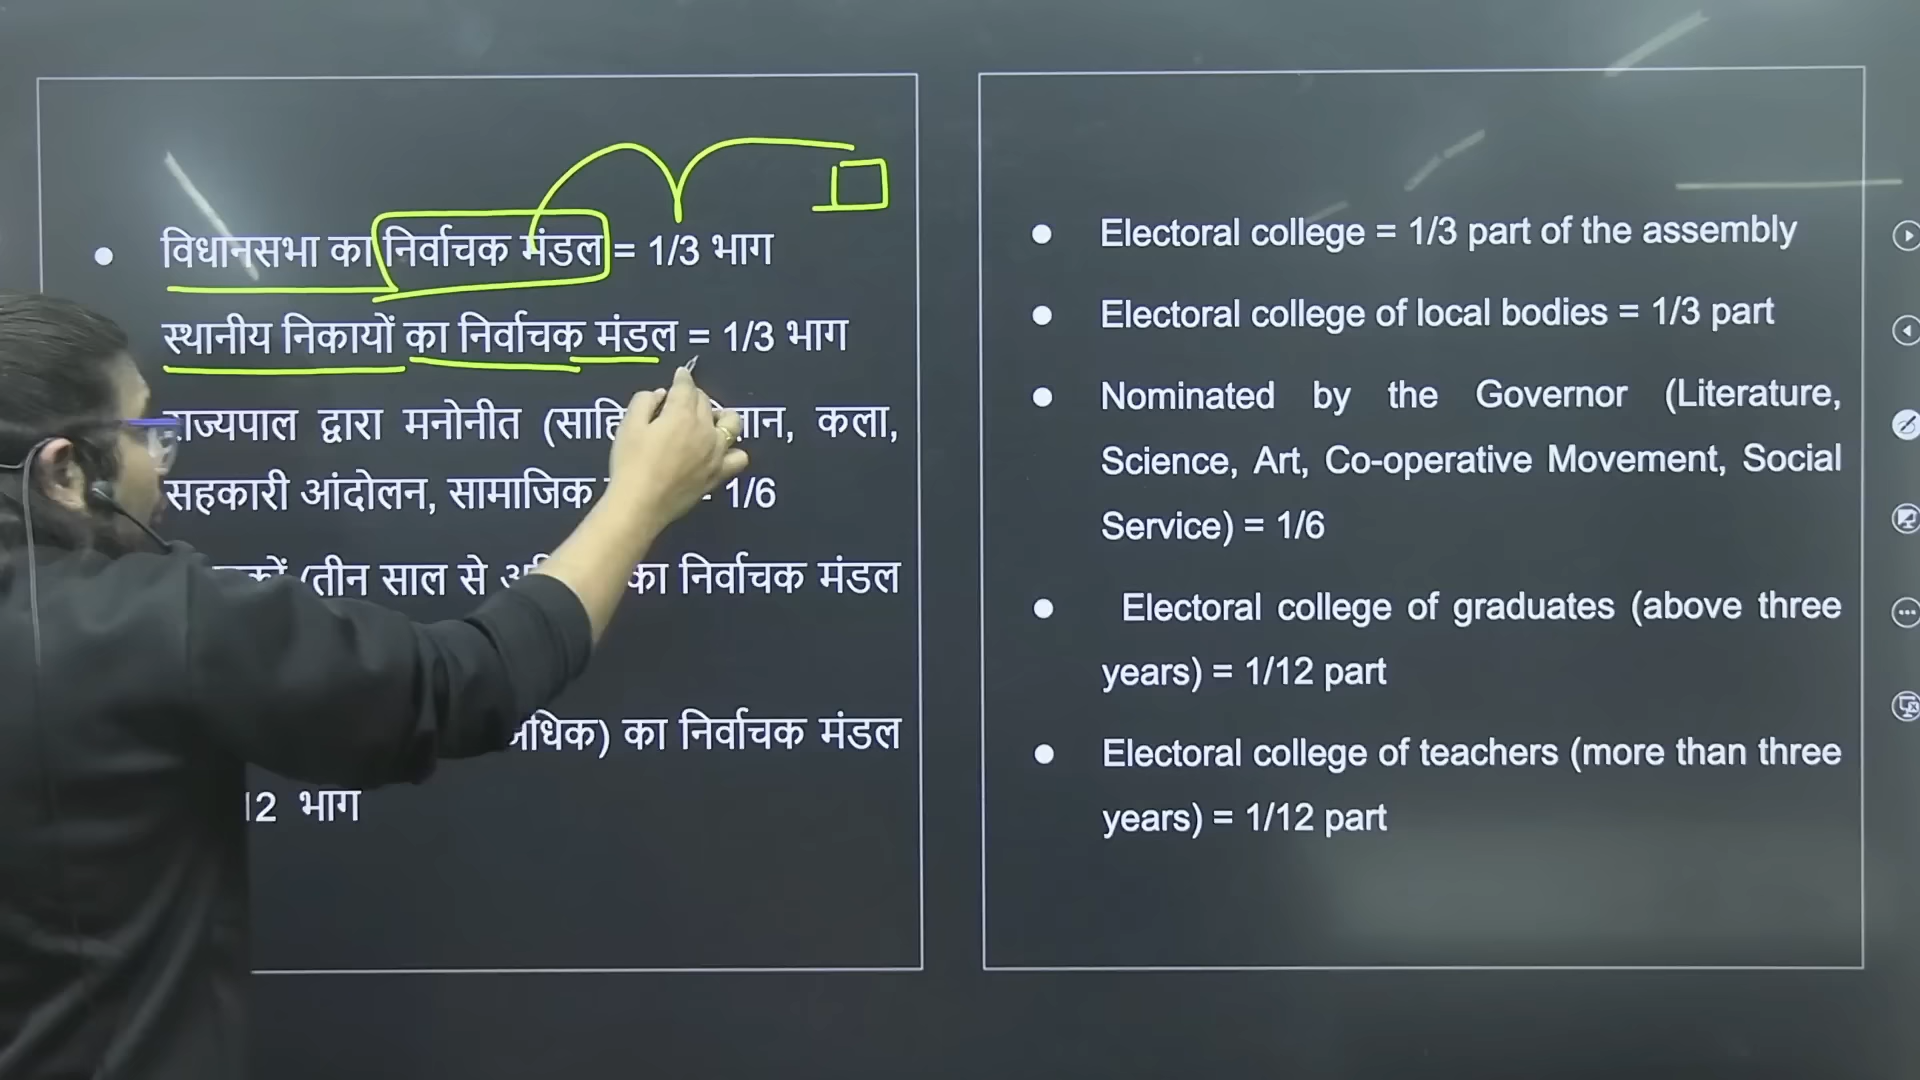 विधानसभा का निर्वाचक मंडल = 1/3 भाग
स्थानीय निकायों का निर्वाचक मंडल = 1/3 भाग
राज्यपाल द्वारा मनोनीत कला,
सहकारी आंदोलन, सामाजिक 1/6
(तीन साल से का निर्वाचक मंडल
का निर्वाचक मंडल
भाग
Electoral college = 1/3 part of the assembly
Electoral college of local bodies = 1/3 part
Nominated by the Governor (Literature,
Science, Art, Co-operative Movement, Social
Service) = 1/6
Electoral college of graduates (above three
years) = 1/12 part
Electoral college of teachers (more than three
years) = 1/12 part